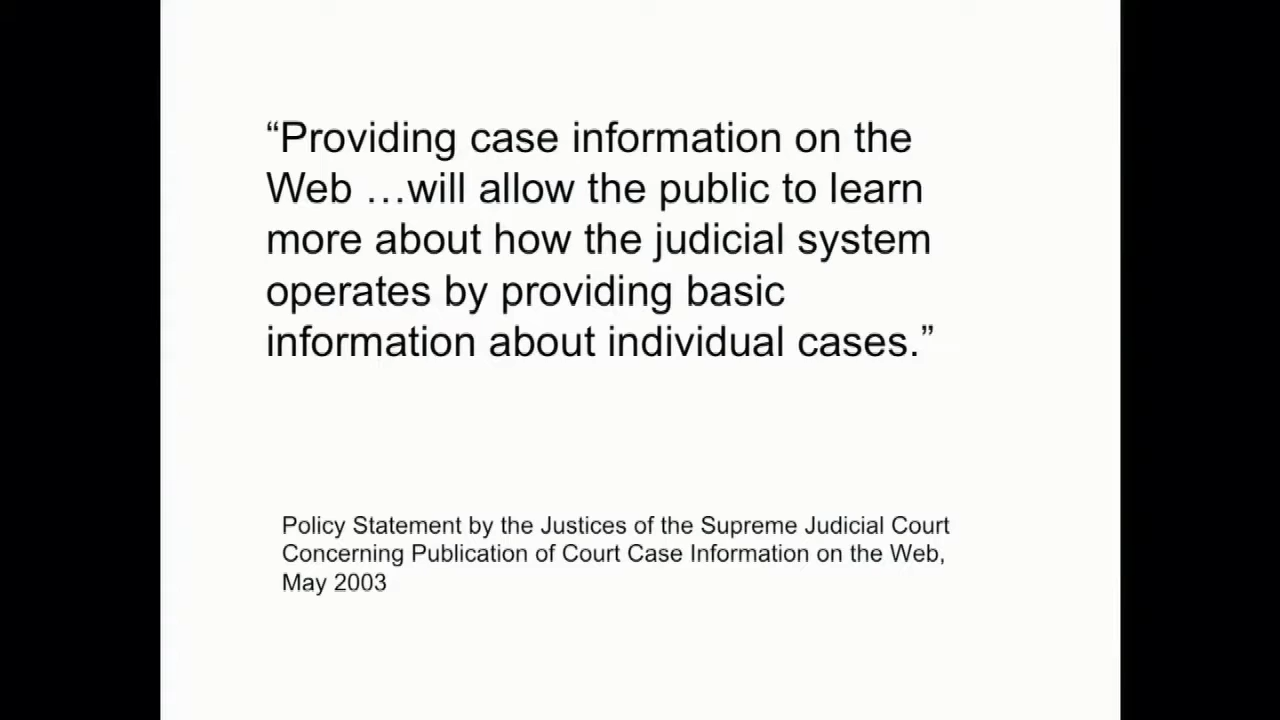 “Providing case information on the
Web …will allow the public to learn
more about how the judicial system
operates by providing basic
information about individual cases.”
Policy Statement by the Justices of the Supreme Judicial Court
Concerning Publication of Court Case Information on the Web,
May 2003